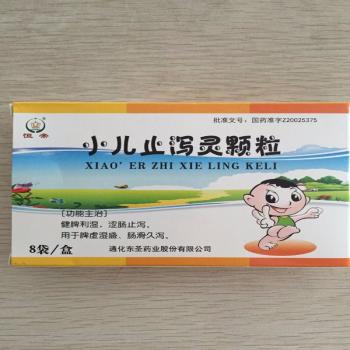 恒帝
批准文号：国药准字Z20025375
小儿止泻灵颗粒
XIAO' ER ZHI XIE LING KELI
[功能主治]
健脾利湿，涩肠止泻。
用于脾虚湿盛、肠滑久泻。
8袋/盒
通化东圣药业股份有限公司